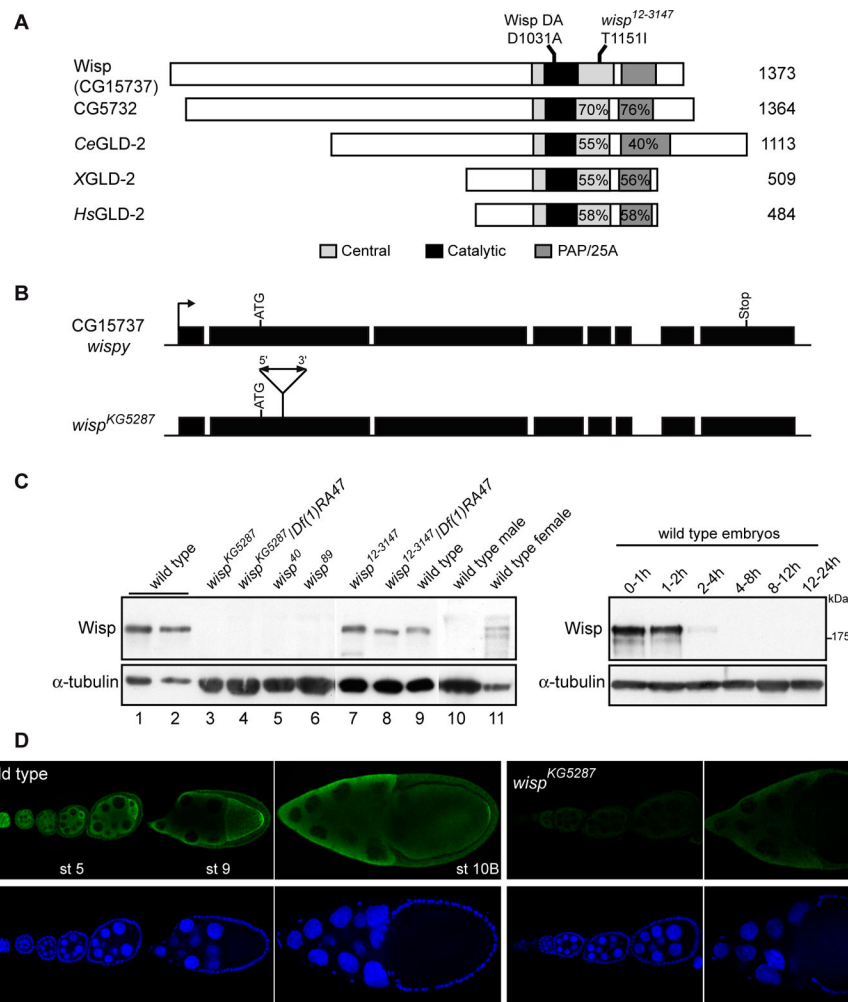 A
Wisp DA
D1031A
wisp12-3147
T1151I
Wisp
(CG15737)
1373
CG5732
70%
76%
1364
CeGLD-2
55%
40%
1113
XGLD-2
55%
56%
509
HsGLD-2
58%
58%
484
Central
Catalytic
PAP/25A
B
CG15737
wispy
ATG
Stop
5'
3'
wispKG5287
ATG
C
wild type
wispKG5287
wispKG5287/Df(1)RA47
wisp40
wisp89
wisp12-3147
wisp12-3147/Df(1)RA47
wild type
wild type male
wild type female
Wisp
α-tubulin
1 2 3 4 5 6 7 8 9 10 11
wild type embryos
0-1h
1-2h
2-4h
4-8h
8-12h
12-24h
kDa
Wisp
175
α-tubulin
D
ld type
st 5
st 9
st 10B
wispKG5287